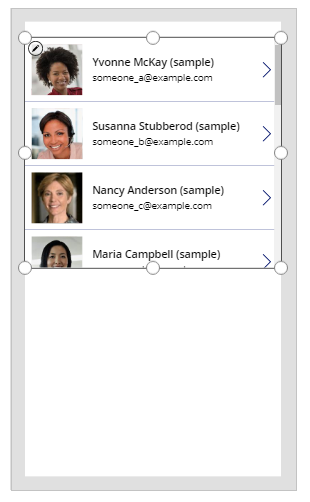 Yvonne McKay (sample)
someone_a@example.com
Susanna Stubberod (sample)
someone_b@example.com
Nancy Anderson (sample)
someone_c@example.com
Maria Campbell (sample)